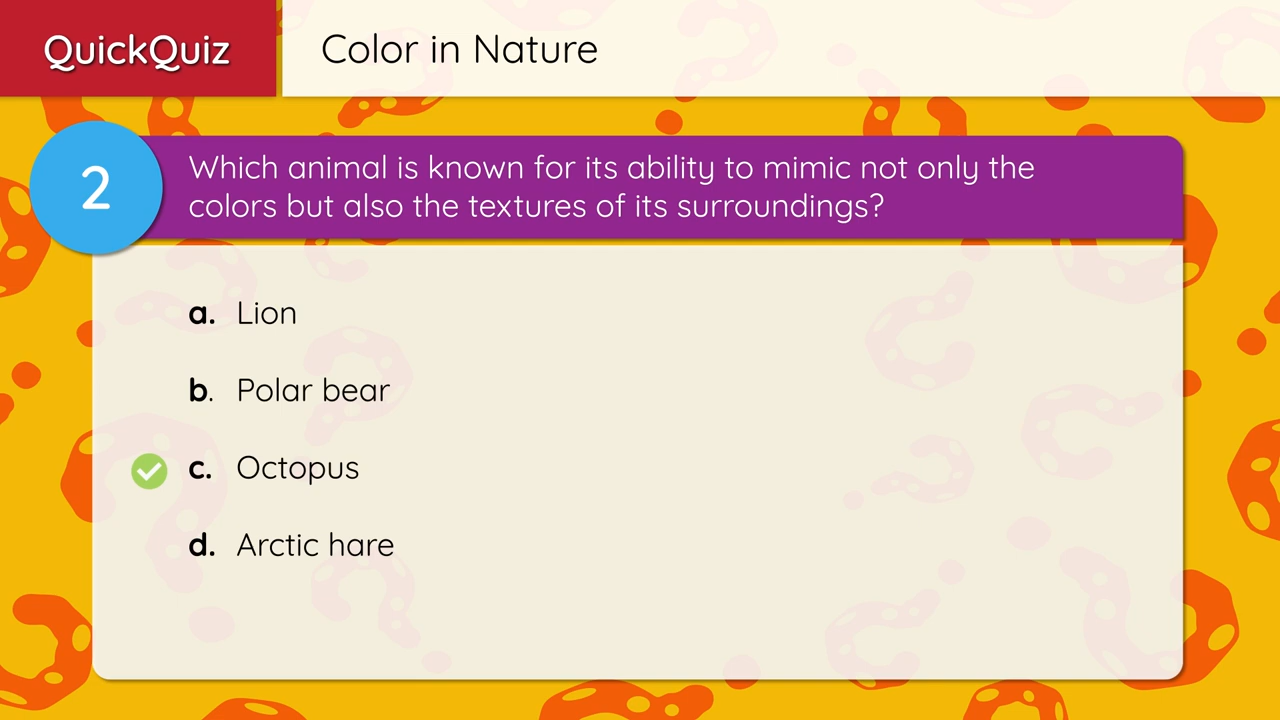 QuickQuiz
Color in Nature
2
Which animal is known for its ability to mimic not only the
colors but also the textures of its surroundings?
a. Lion
b. Polar bear
c. Octopus
d. Arctic hare